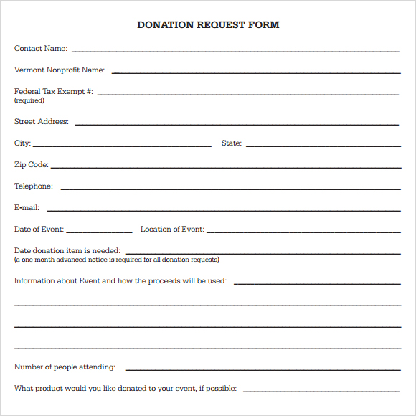 DONATION REQUEST FORM
Contact Name:
Vermont Nonprofit Name:
Federal Tax Exempt #:
(required)
Street Address:
City: State:
Zip Code:
Telephone:
E-mail:
Date of Event: Location of Event:
Date donation item is needed:
(a one month advanced notice is required for all donation requests)
Information about Event and how the proceeds will be used:
Number of people attending:
What product would you like donated to your event, if possible: